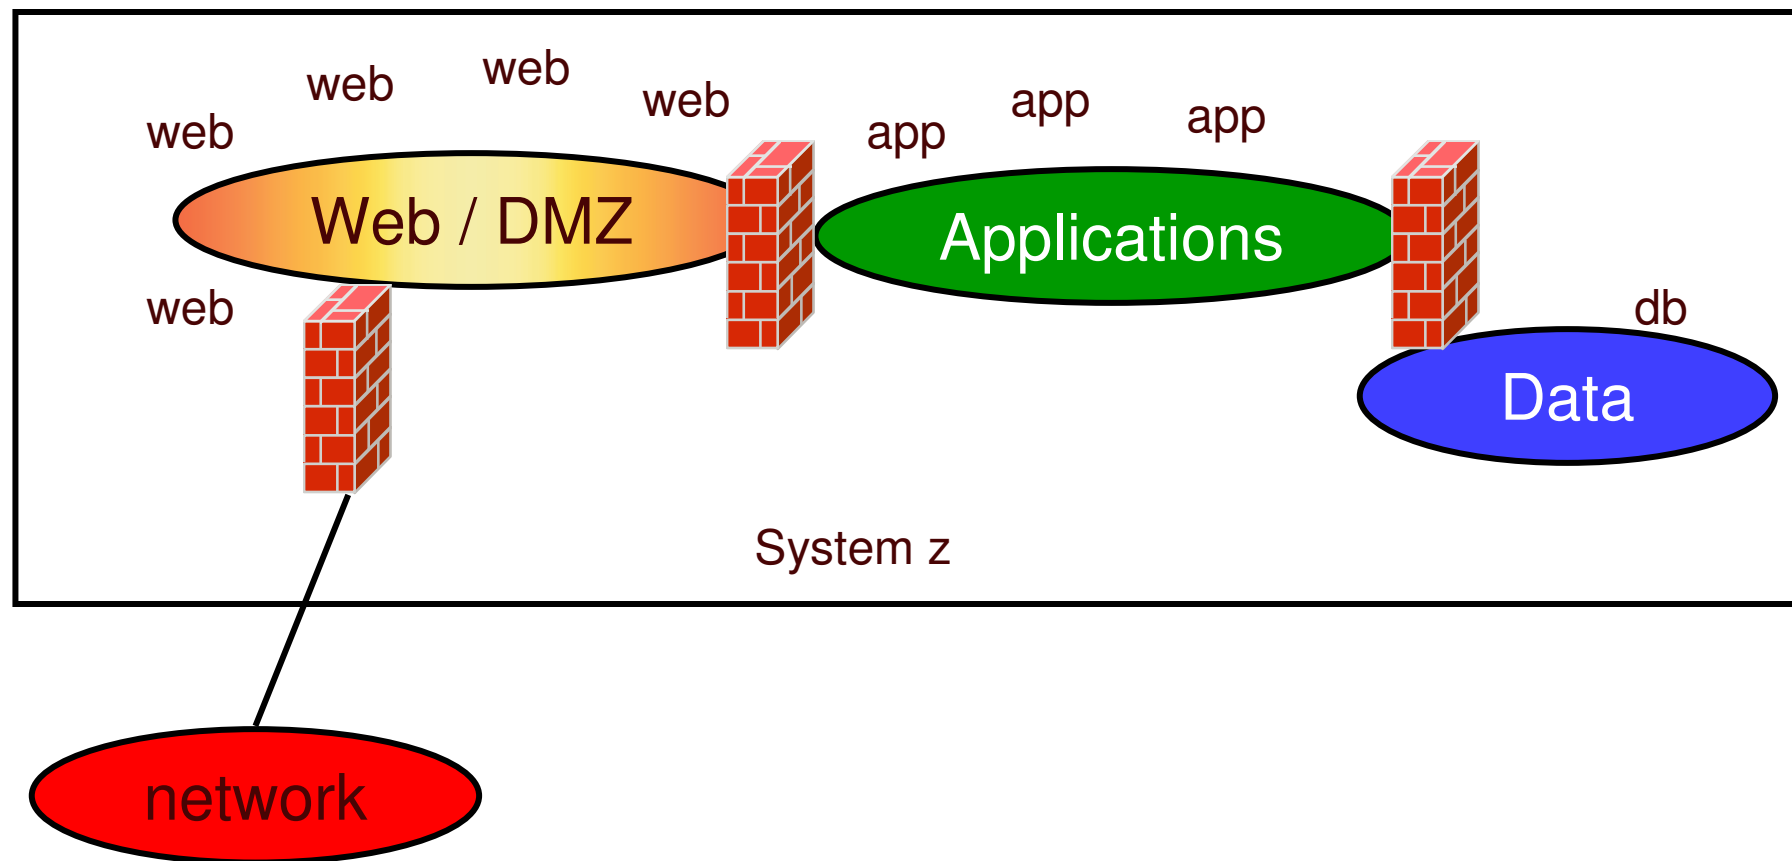 web
web
web
web
app
app
app
Web / DMZ
Applications
web
db
Data
System z
network